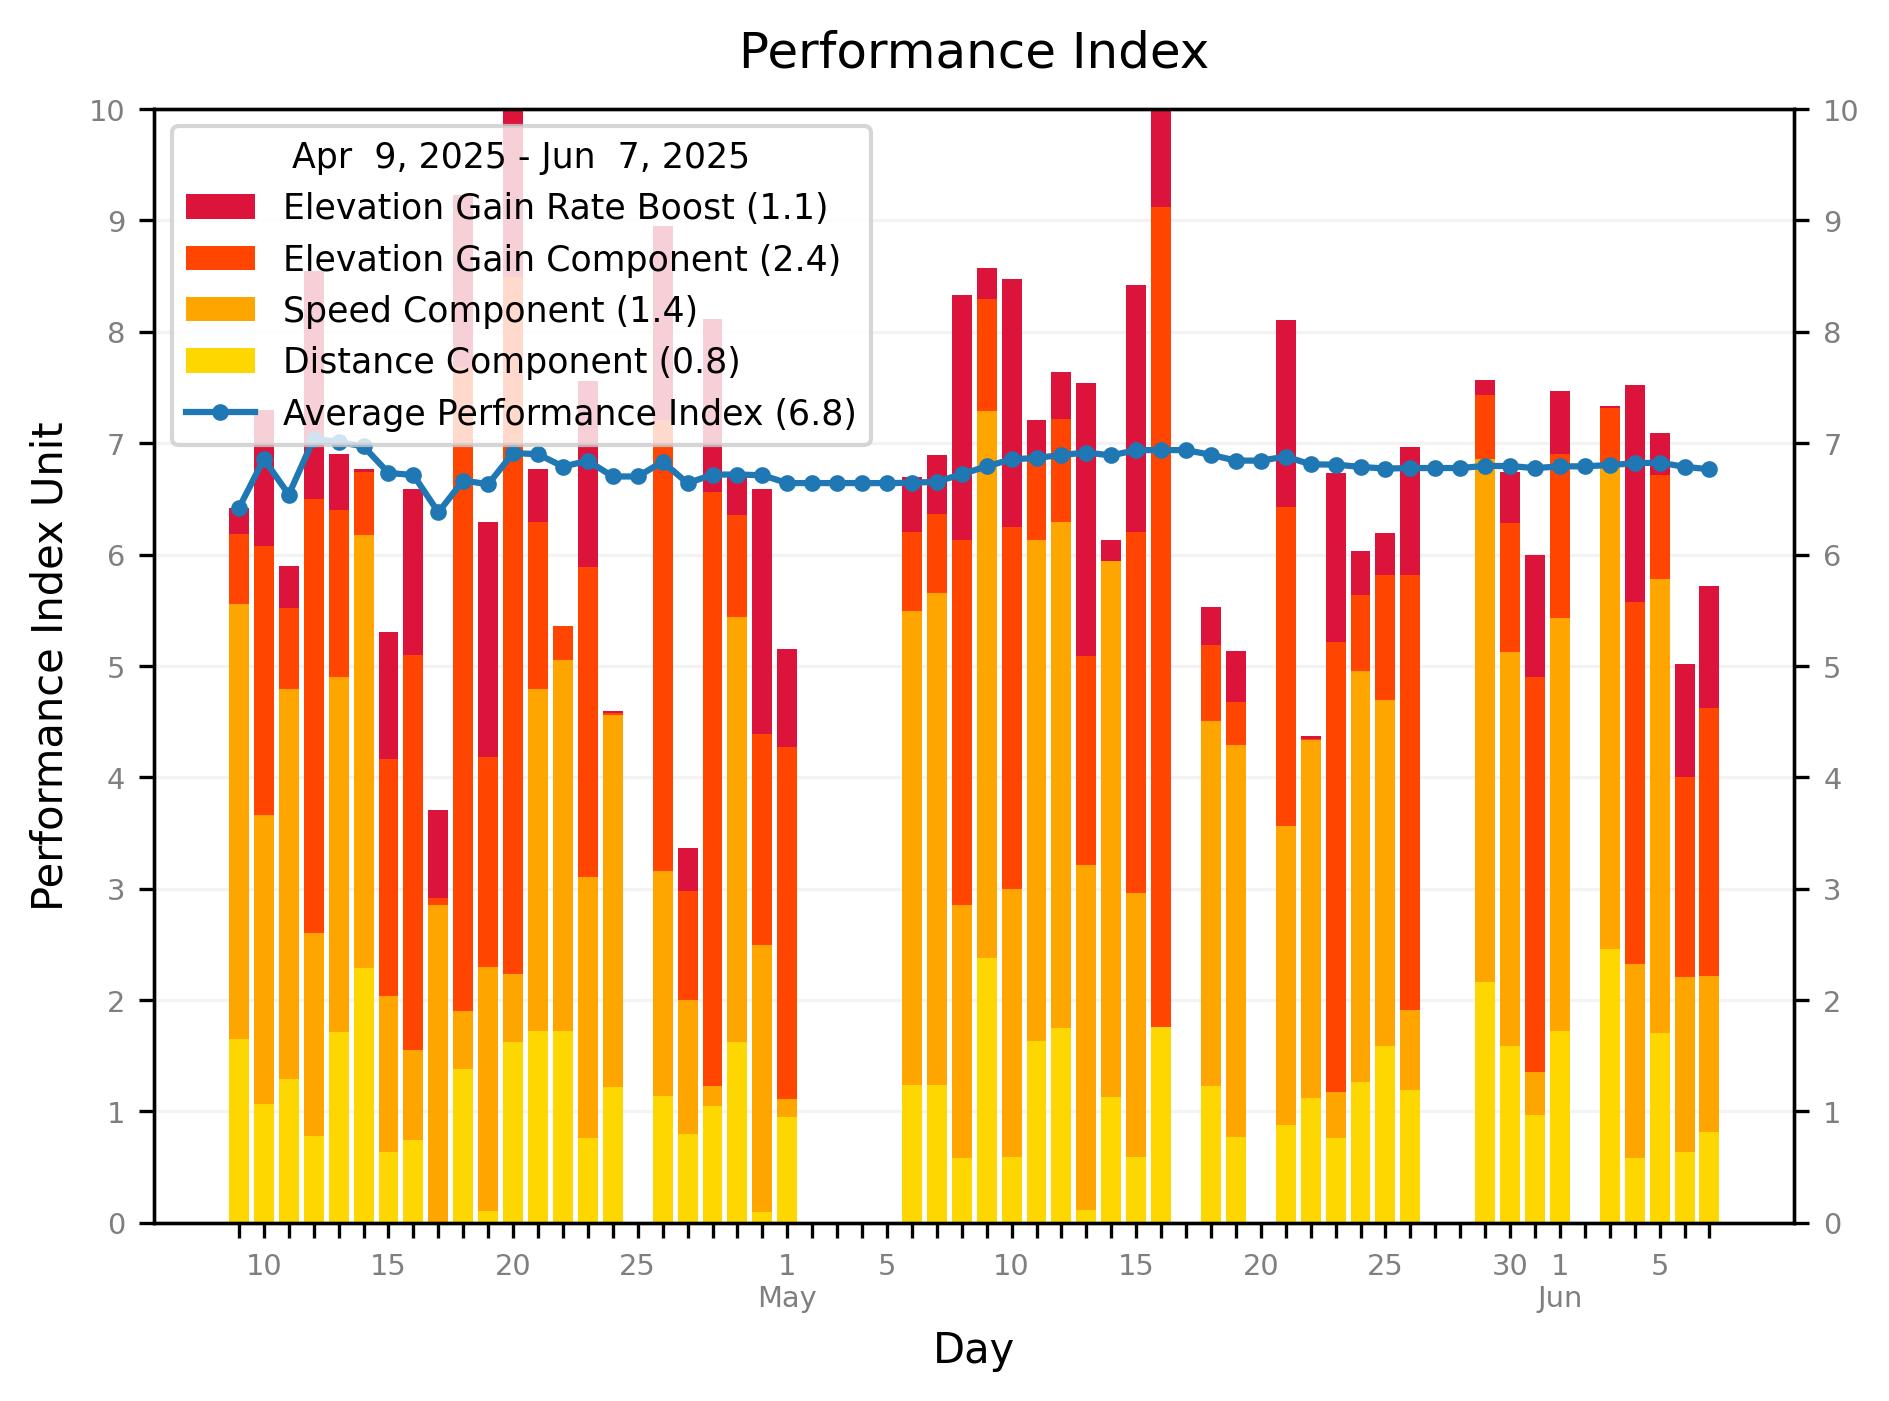 Performance Index
Apr  9, 2025 - Jun  7, 2025
Elevation Gain Rate Boost (1.1)
Elevation Gain Component (2.4)
Speed Component (1.4)
Distance Component (0.8)
Average Performance Index (6.8)
Performance Index Unit
10 10
9 9
8 8
7 7
6 6
5 5
4 4
3 3
2 2
1 1
0 0
10 15 20 25 1 5 10 15 20 25 30 1 5
May Jun
Day